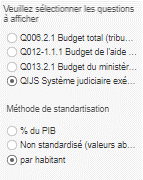 Veuillez sélectionner les questions
à afficher
Q006.2.1 Budget total (tribu...
Q012-1.1.1 Budget de l'aide ...
Q013.2.1 Budget du ministèr...
QIJS Système judiciaire exé...
Méthode de standartisation
% du PIB
Non standardisé (valeurs ab...
par habitant